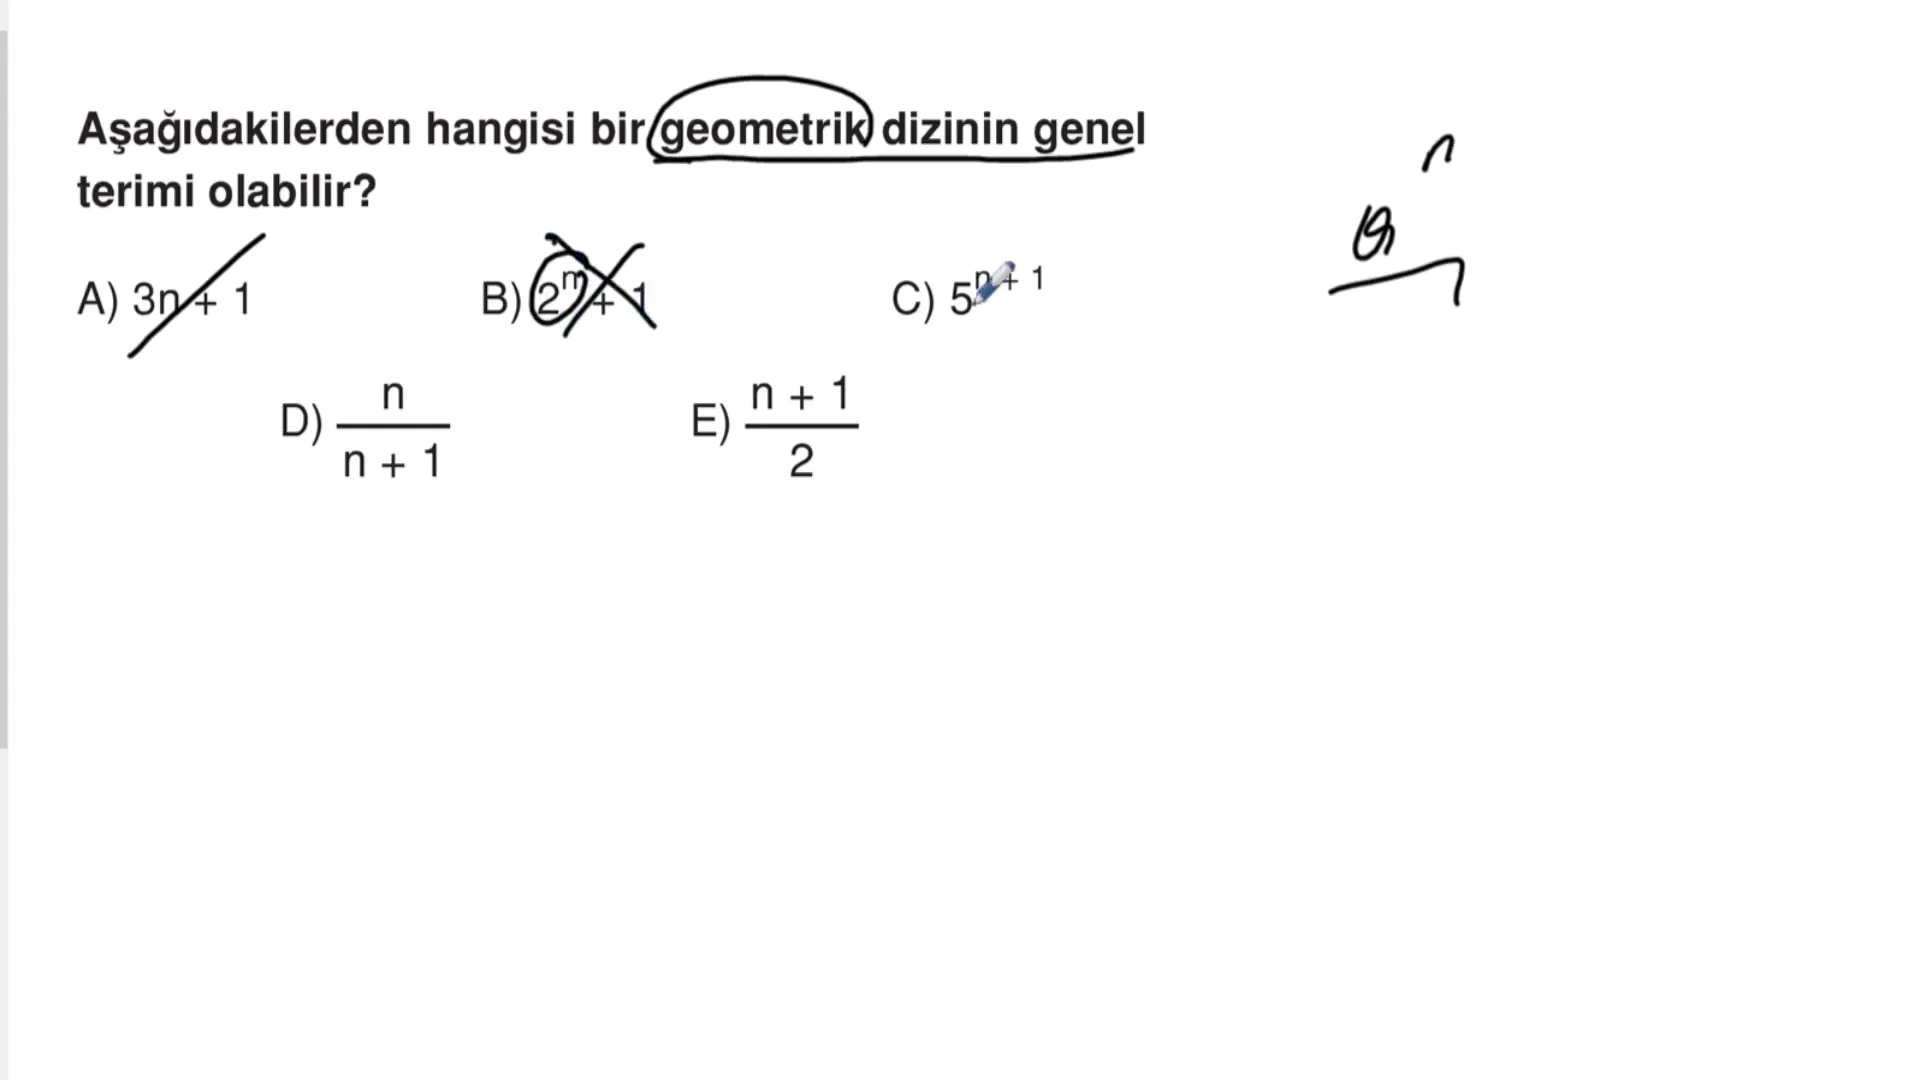 Aşağıdakilerden hangisi bir geometrik dizinin genel
terimi olabilir?
A) 3n + 1 B) 2ⁿ + 1 C) 5ⁿ⁺¹
D) n/(n + 1) E) (n + 1)/2
n